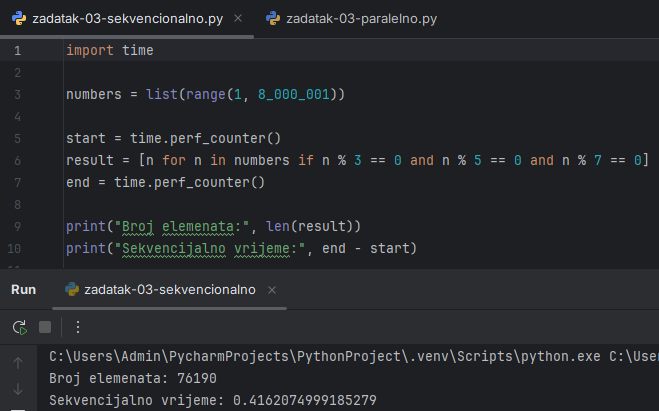 zadatak-03-sekvencionalno.py × zadatak-03-paralelno.py
1 import time
2
3 numbers = list(range(1, 8_000_001))
4
5 start = time.perf_counter()
6 result = [n for n in numbers if n % 3 == 0 and n % 5 == 0 and n % 7 == 0]
7 end = time.perf_counter()
8
9 print("Broj elemenata:", len(result))
10 print("Sekvencijalno vrijeme:", end - start)
Run zadatak-03-sekvencionalno ×
C:\Users\Admin\PycharmProjects\PythonProject\.venv\Scripts\python.exe C:\Use
Broj elemenata: 76190
Sekvencijalno vrijeme: 0.4162074999185279